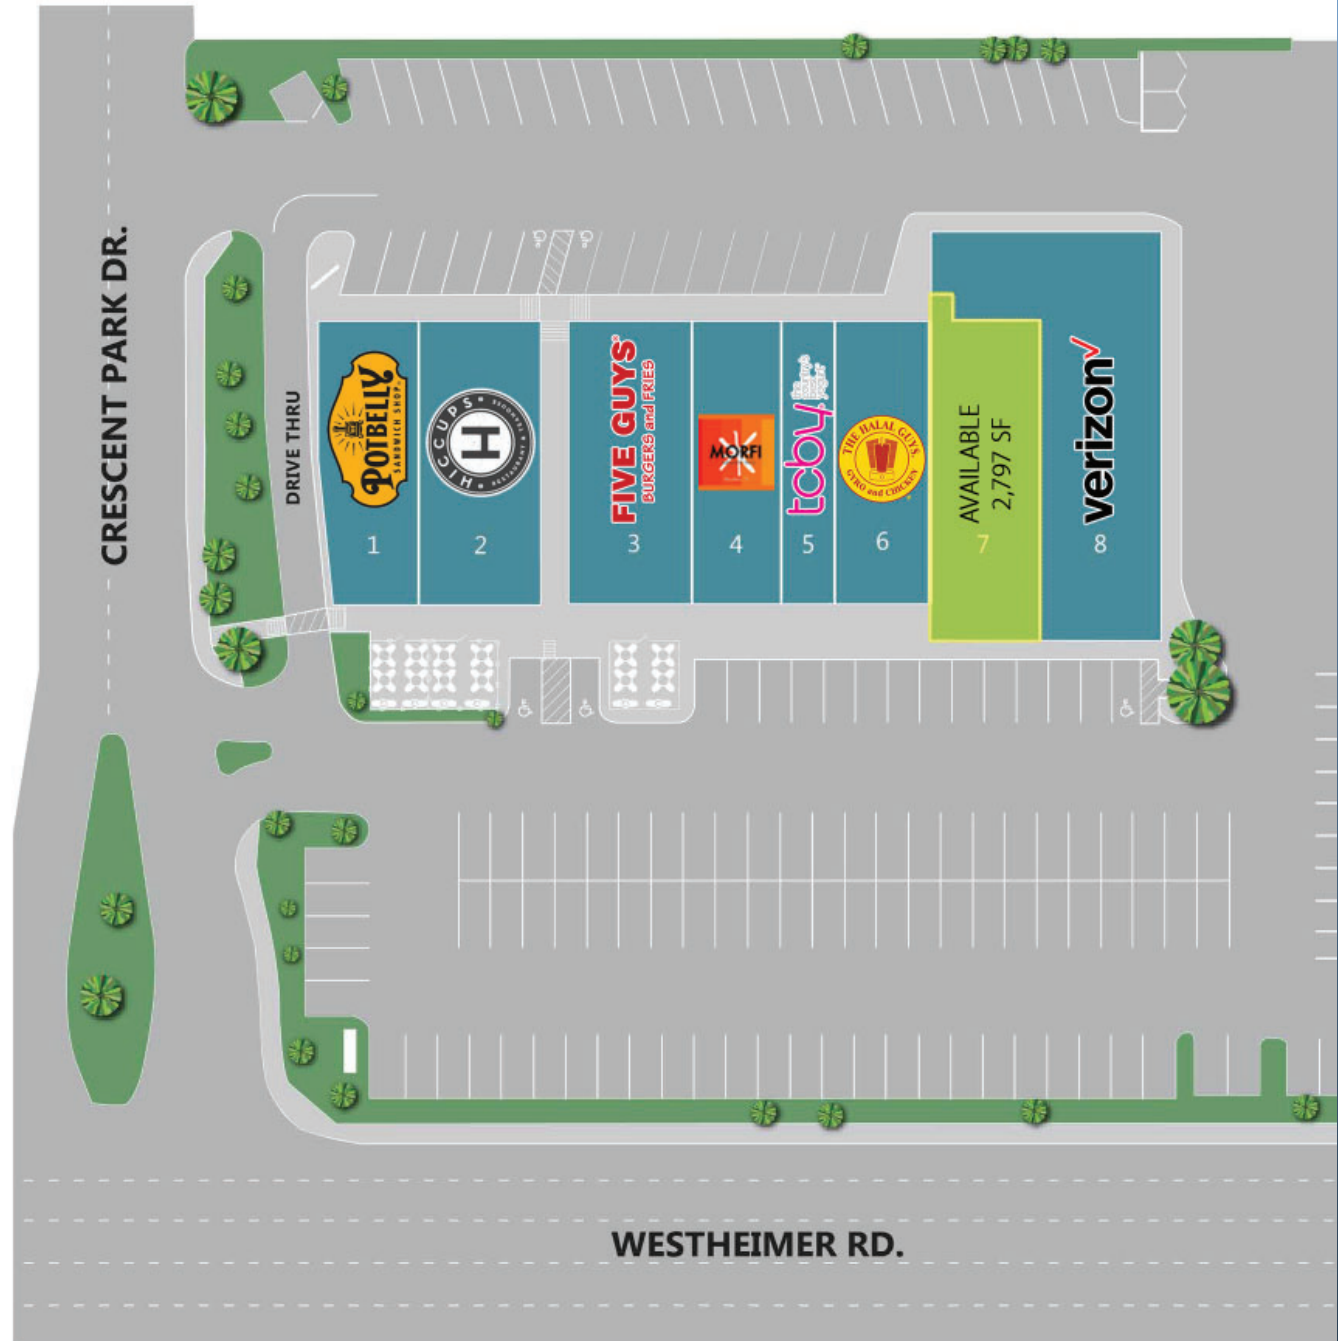 CRESCENT PARK DR.
DRIVE THRU
POTBELLY
SANDWICH SHOP
1
HICCUPS
H
2
FIVE GUYS
BURGERS and FRIES
3
MORFI
4
tcby
5
THE HALAL GUYS
GYRO and CHICKEN
6
AVAILABLE
2,797 SF
7
verizon
8
WESTHEIMER RD.